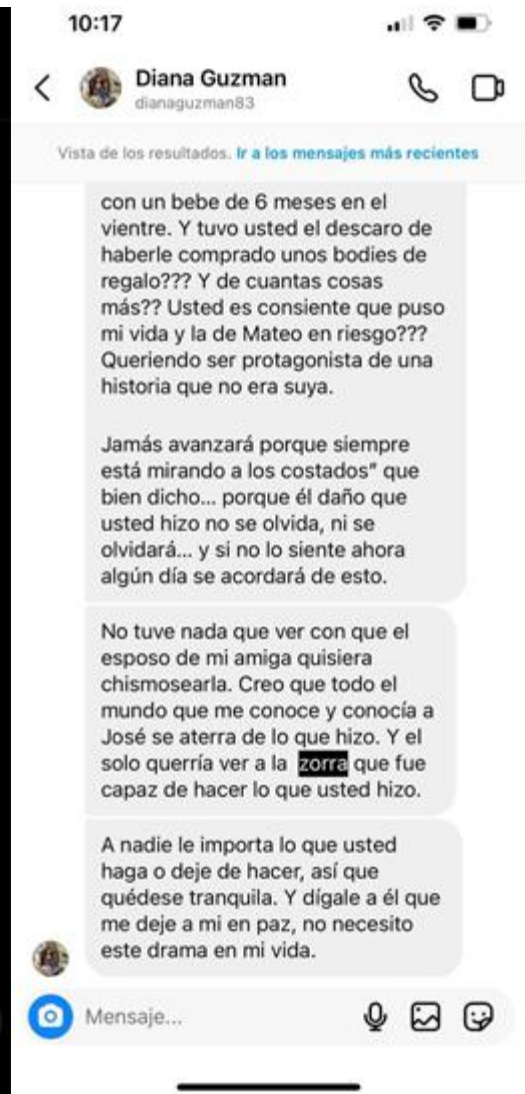 10:17
Diana Guzman
dianaguzman83
Vista de los resultados. Ir a los mensajes más recientes
con un bebe de 6 meses en el
vientre. Y tuvo usted el descaro de
haberle comprado unos bodies de
regalo??? Y de cuantas cosas
más?? Usted es consiente que puso
mi vida y la de Mateo en riesgo???
Queriendo ser protagonista de una
historia que no era suya.
Jamás avanzará porque siempre
está mirando a los costados" que
bien dicho... porque él daño que
usted hizo no se olvida, ni se
olvidará... y si no lo siente ahora
algún día se acordará de esto.
No tuve nada que ver con que el
esposo de mi amiga quisiera
chismosearla. Creo que todo el
mundo que me conoce y conocía a
José se aterra de lo que hizo. Y el
solo querría ver a la zorra que fue
capaz de hacer lo que usted hizo.
A nadie le importa lo que usted
haga o deje de hacer, así que
quédese tranquila. Y dígale a él que
me deje a mi en paz, no necesito
este drama en mi vida.
Mensaje...